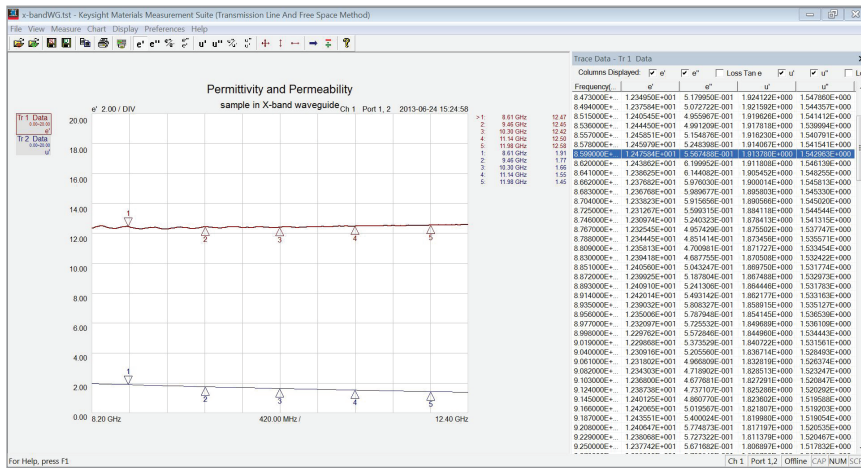 x-bandWG.tst - Keysight Materials Measurement Suite (Transmission Line And Free Space Method)
File View Measure Chart Display Preferences Help
e' e" u' u"
Trace Data - Tr 1 Data
Columns Displayed: e' e" Loss Tan e u' u" Lo
Frequency(... e' e" u' u"
Permittivity and Permeability
sample in X-band waveguide
e' 2.00 / DIV
Ch 1 Port 1, 2 2013-06-24 15:24:58
Tr 1 Data
0.00~20.00
e'
Tr 2 Data
0.00~20.00
u'
20.00
18.00
16.00
14.00
12.00
10.00
8.00
6.00
4.00
2.00
0.00
8.20 GHz
420.00 MHz /
12.40 GHz
1 2 3 4 5
1 2 3 4 5
> 1: 8.61 GHz 12.47
2: 9.46 GHz 12.45
3: 10.30 GHz 12.42
4: 11.14 GHz 12.50
5: 11.98 GHz 12.58
1: 8.61 GHz 1.91
2: 9.46 GHz 1.77
3: 10.30 GHz 1.66
4: 11.14 GHz 1.55
5: 11.98 GHz 1.45
8.473000E+... 1.234950E+001 5.179950E-001 1.924122E+000 1.547860E+000
8.494000E+... 1.237584E+001 5.072722E-001 1.921592E+000 1.544357E+000
8.515000E+... 1.240545E+001 4.955967E-001 1.919626E+000 1.541412E+000
8.536000E+... 1.244450E+001 4.991209E-001 1.917818E+000 1.539994E+000
8.557000E+... 1.245851E+001 5.154876E-001 1.916230E+000 1.540791E+000
8.578000E+... 1.245979E+001 5.248398E-001 1.914067E+000 1.541541E+000
8.599000E+... 1.247584E+001 5.567488E-001 1.913780E+000 1.542963E+000
8.620000E+... 1.243862E+001 6.199952E-001 1.911808E+000 1.546139E+000
8.641000E+... 1.238625E+001 6.144082E-001 1.905452E+000 1.548255E+000
8.662000E+... 1.237682E+001 5.976030E-001 1.900014E+000 1.545813E+000
8.683000E+... 1.236768E+001 5.989677E-001 1.895803E+000 1.545330E+000
8.704000E+... 1.233823E+001 5.915656E-001 1.890566E+000 1.545020E+000
8.725000E+... 1.231267E+001 5.599315E-001 1.884118E+000 1.544544E+000
8.746000E+... 1.230974E+001 5.240323E-001 1.878413E+000 1.541315E+000
8.767000E+... 1.232545E+001 4.957429E-001 1.875502E+000 1.537747E+000
8.788000E+... 1.234445E+001 4.851414E-001 1.873456E+000 1.535571E+000
8.809000E+... 1.235813E+001 4.700981E-001 1.871727E+000 1.533454E+000
8.830000E+... 1.239418E+001 4.687755E-001 1.870508E+000 1.532422E+000
8.851000E+... 1.240560E+001 5.043247E-001 1.869750E+000 1.531774E+000
8.872000E+... 1.239925E+001 5.187804E-001 1.867488E+000 1.532973E+000
8.893000E+... 1.240910E+001 5.241306E-001 1.864446E+000 1.531783E+000
8.914000E+... 1.242014E+001 5.493142E-001 1.862177E+000 1.533163E+000
8.935000E+... 1.239032E+001 5.808327E-001 1.858915E+000 1.535127E+000
8.956000E+... 1.235006E+001 5.787948E-001 1.854145E+000 1.536539E+000
8.977000E+... 1.232097E+001 5.725532E-001 1.849689E+000 1.536109E+000
8.998000E+... 1.229762E+001 5.572846E-001 1.844960E+000 1.534443E+000
9.019000E+... 1.229868E+001 5.373529E-001 1.840722E+000 1.531561E+000
9.040000E+... 1.230916E+001 5.205560E-001 1.836714E+000 1.528493E+000
9.061000E+... 1.231802E+001 4.966809E-001 1.832819E+000 1.526374E+000
9.082000E+... 1.234303E+001 4.718902E-001 1.828513E+000 1.523247E+000
9.103000E+... 1.236800E+001 4.677681E-001 1.827291E+000 1.520847E+000
9.124000E+... 1.238738E+001 4.737107E-001 1.825286E+000 1.520292E+000
9.145000E+... 1.240125E+001 4.860770E-001 1.823602E+000 1.519588E+000
9.166000E+... 1.242065E+001 5.019567E-001 1.821807E+000 1.519203E+000
9.187000E+... 1.243551E+001 5.400024E-001 1.819980E+000 1.519054E+000
9.208000E+... 1.240647E+001 5.774873E-001 1.817197E+000 1.520535E+000
9.229000E+... 1.238068E+001 5.727322E-001 1.811379E+000 1.520467E+000
9.250000E+... 1.237742E+001 5.671682E-001 1.806897E+000 1.517832E+000
For Help, press F1
Ch 1 Port 1,2 Offline CAP NUM SCR